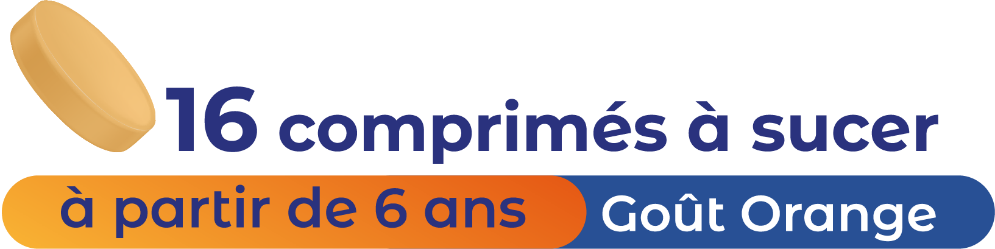 16 comprimés à sucer
à partir de 6 ans Goût Orange